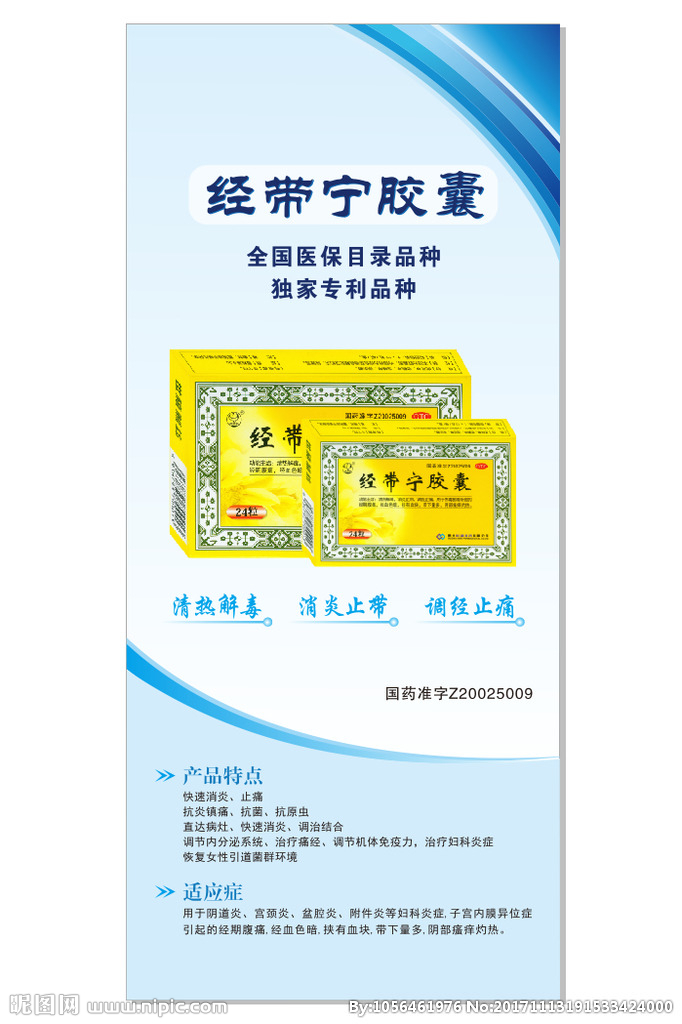 经带宁胶囊
全国医保目录品种
独家专利品种
国药准字Z20025009
经带
24粒
经带宁胶囊
24粒
清热解毒 消炎止带 调经止痛
国药准字Z20025009
产品特点
快速消炎、止痛
抗炎镇痛、抗菌、抗原虫
直达病灶、快速消炎、调治结合
调节内分泌系统、治疗痛经、调节机体免疫力，治疗妇科炎症
恢复女性引道菌群环境
适应症
用于阴道炎、宫颈炎、盆腔炎、附件炎等妇科炎症,子宫内膜异位症
引起的经期腹痛,经血色暗,挟有血块,带下量多,阴部瘙痒灼热。
昵图网 www.nipic.com
By:1056461976 No:20171113191533424000